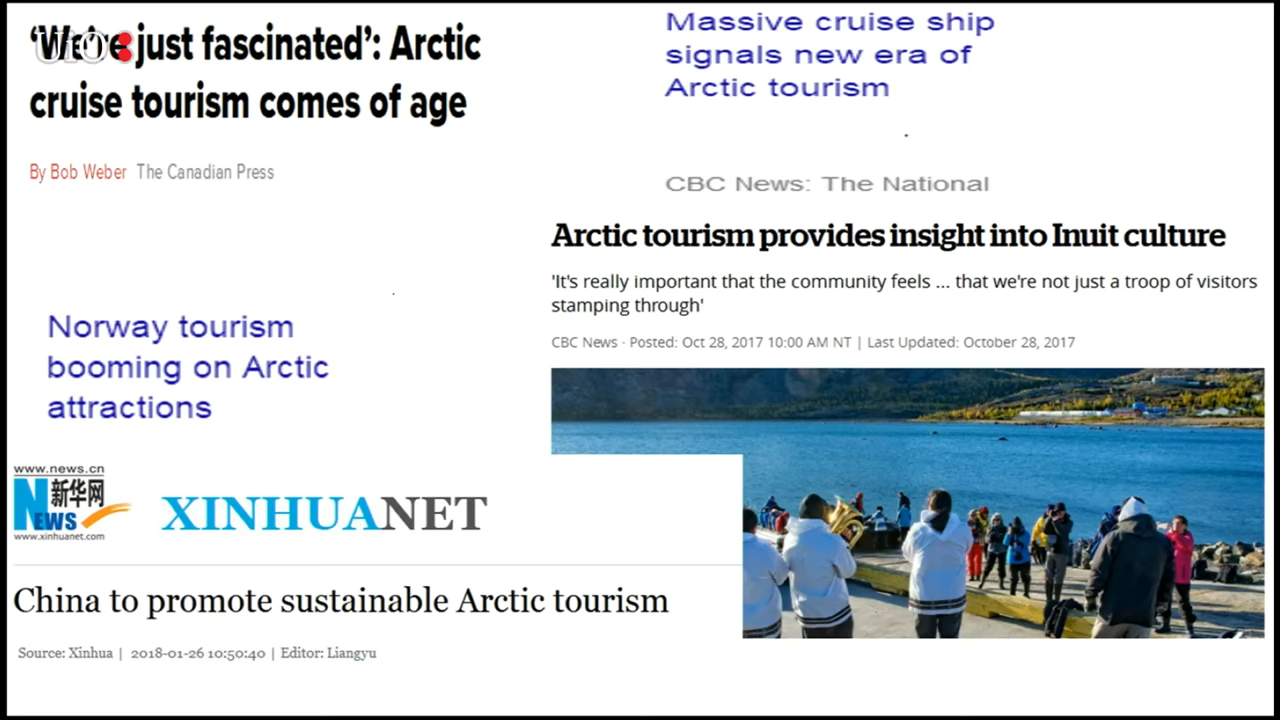 ‘We're just fascinated’: Arctic
cruise tourism comes of age
By Bob Weber The Canadian Press
UiO:
Massive cruise ship
signals new era of
Arctic tourism
CBC News: The National
Arctic tourism provides insight into Inuit culture
'It's really important that the community feels ... that we're not just a troop of visitors
stamping through'
CBC News · Posted: Oct 28, 2017 10:00 AM NT | Last Updated: October 28, 2017
Norway tourism
booming on Arctic
attractions
www.news.cn
NEWS 新华网
www.xinhuanet.com
XINHUANET
China to promote sustainable Arctic tourism
Source: Xinhua | 2018-01-26 10:50:40 | Editor: Liangyu